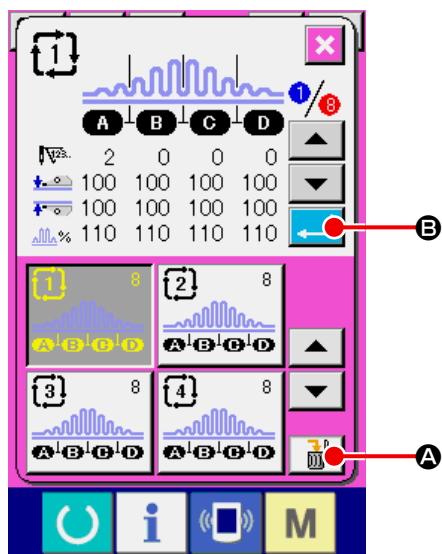 1
1/8
A B C D
123..
2 0 0 0
100 100 100 100
100 100 100 100
% 110 110 110 110
B
1 8
A B C D
2 8
A B C D
3 8
A B C D
4 8
A B C D
A
i M